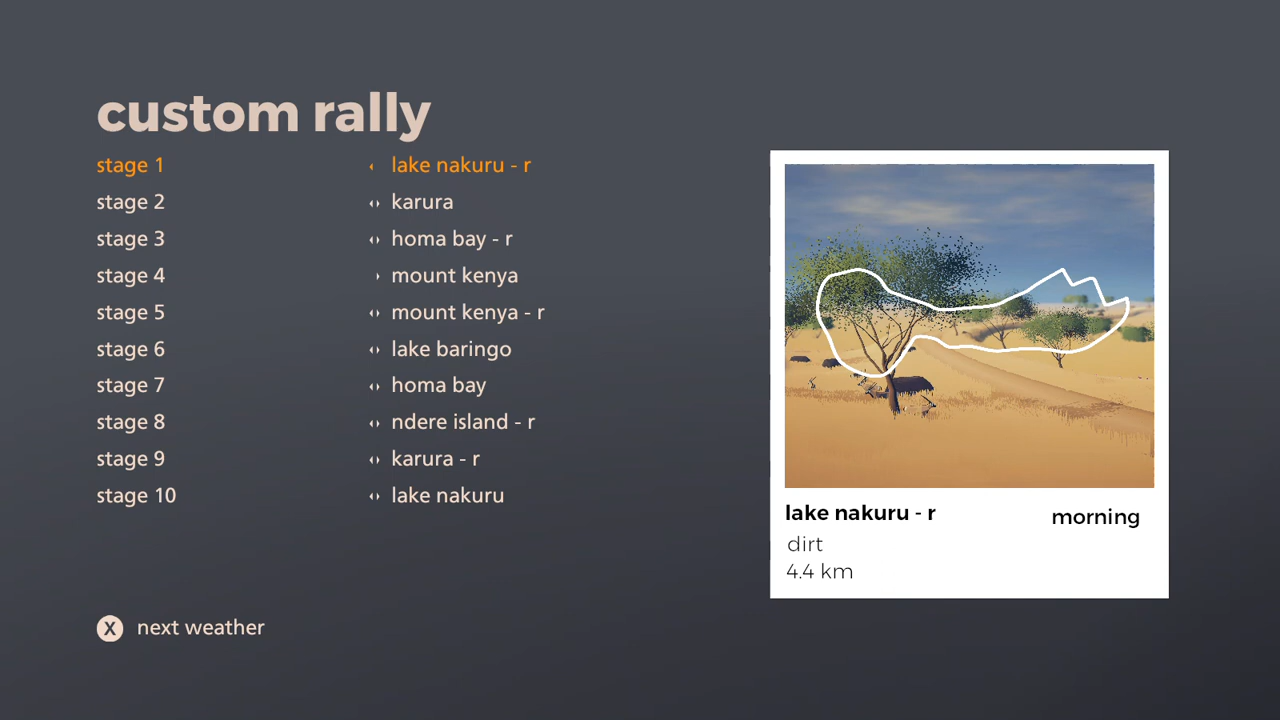 custom rally
stage 1 lake nakuru - r
stage 2 karura
stage 3 homa bay - r
stage 4 mount kenya
stage 5 mount kenya - r
stage 6 lake baringo
stage 7 homa bay
stage 8 ndere island - r
stage 9 karura - r
stage 10 lake nakuru
X next weather
lake nakuru - r morning
dirt
4.4 km